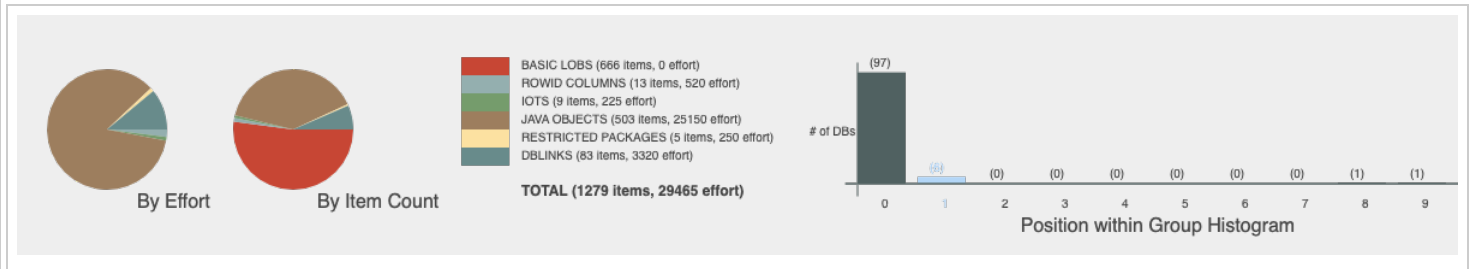 By Effort
By Item Count
BASIC LOBS (666 items, 0 effort)
ROWID COLUMNS (13 items, 520 effort)
IOTS (9 items, 225 effort)
JAVA OBJECTS (503 items, 25150 effort)
RESTRICTED PACKAGES (5 items, 250 effort)
DBLINKS (83 items, 3320 effort)
TOTAL (1279 items, 29465 effort)
# of DBs
(97)
(0) (0) (0) (0) (0) (0) (1) (1)
0 1 2 3 4 5 6 7 8 9
Position within Group Histogram